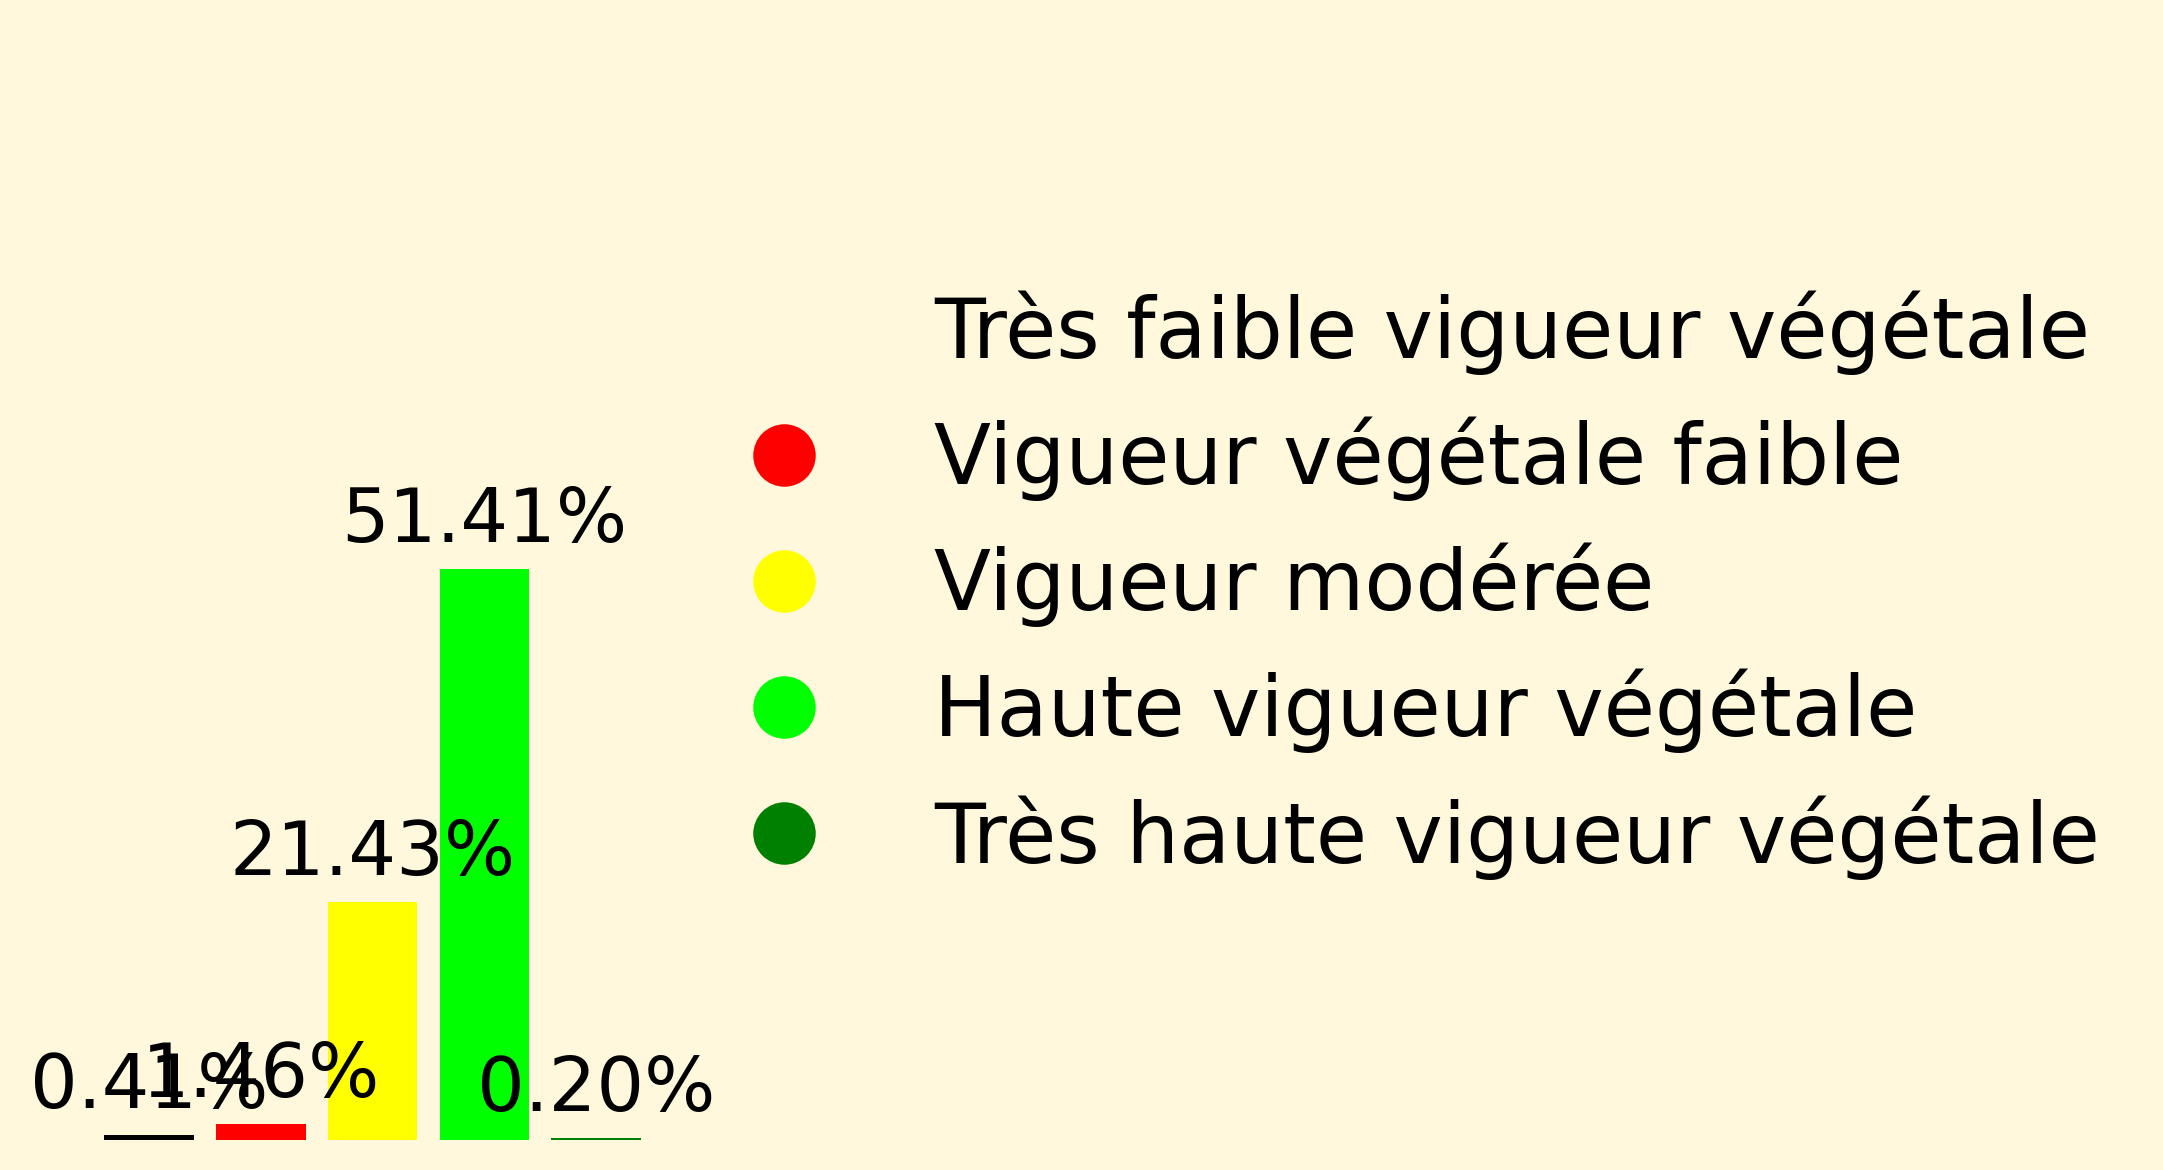 Très faible vigueur végétale
Vigueur végétale faible
51.41%
Vigueur modérée
Haute vigueur végétale
21.43%
Très haute vigueur végétale
0.41%
1.46%
0.20%